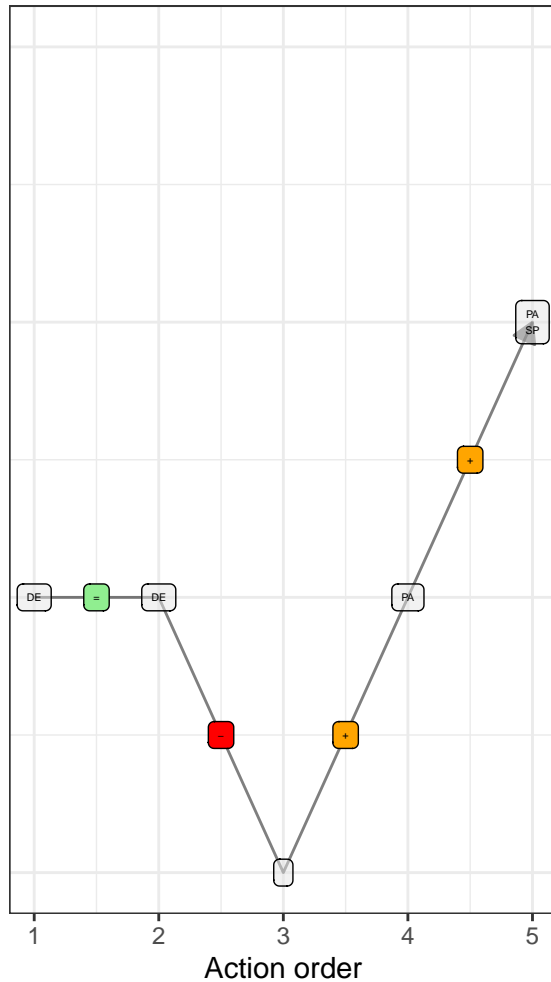 PA
SP
+
DE = DE PA
– +
1 2 3 4 5
Action order